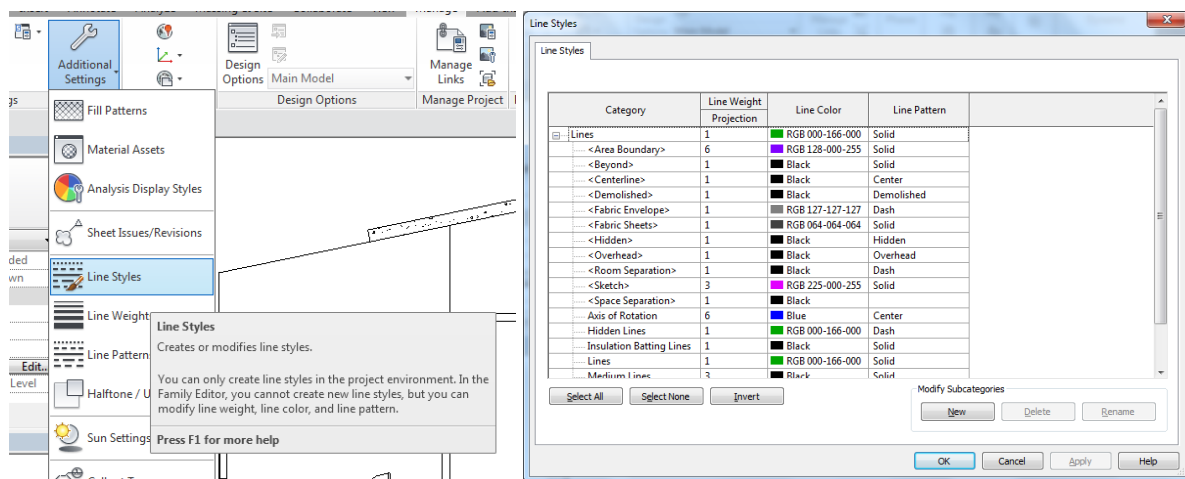 Manage
Additional
Settings
Design
Options
Main Model
Manage
Links
gs
Design Options
Manage Project
Fill Patterns
Material Assets
Analysis Display Styles
Sheet Issues/Revisions
ded
wn
Line Styles
Line Weight
Line Pattern
Edit...
Level
Halftone / U
Sun Settings
Line Styles
Creates or modifies line styles.
You can only create line styles in the project environment. In the
Family Editor, you cannot create new line styles, but you can
modify line weight, line color, and line pattern.
Press F1 for more help
Line Styles
Line Styles
Category Line Weight Line Color Line Pattern
Projection
Lines 1 RGB 000-166-000 Solid
<Area Boundary> 6 RGB 128-000-255 Solid
<Beyond> 1 Black Solid
<Centerline> 1 Black Center
<Demolished> 1 Black Demolished
<Fabric Envelope> 1 RGB 127-127-127 Dash
<Fabric Sheets> 1 RGB 064-064-064 Solid
<Hidden> 1 Black Hidden
<Overhead> 1 Black Overhead
<Room Separation> 1 Black Dash
<Sketch> 3 RGB 225-000-255 Solid
<Space Separation> 1 Black
Axis of Rotation 6 Blue Center
Hidden Lines 1 RGB 000-166-000 Dash
Insulation Batting Lines 1 Black Solid
Lines 1 RGB 000-166-000 Solid
Medium Lines 3 Black Solid
Select All Select None Invert
Modify Subcategories
New Delete Rename
OK Cancel Apply Help